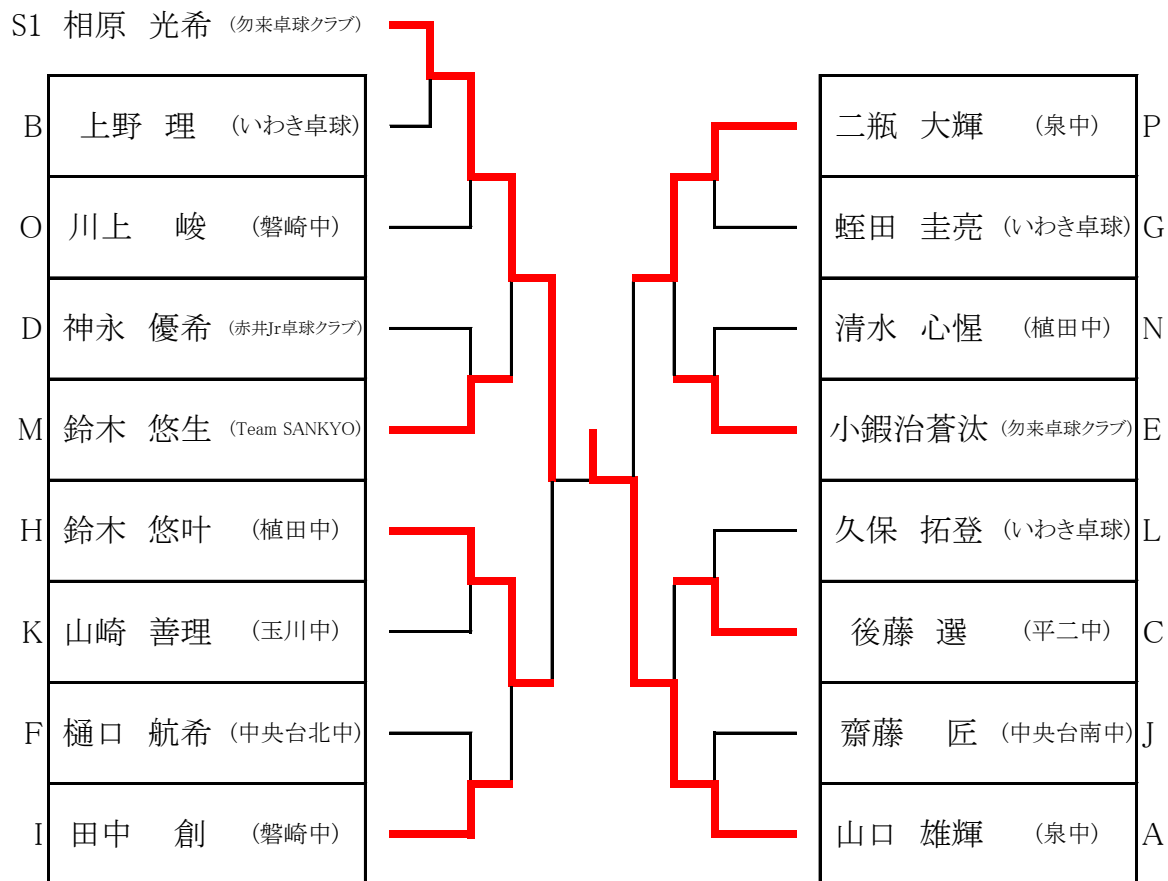 S1 相原 光希 (勿来卓球クラブ)
B 上野 理 (いわき卓球)
O 川上 峻 (磐崎中)
D 神永 優希 (赤井Jr卓球クラブ)
M 鈴木 悠生 (Team SANKYO)
H 鈴木 悠叶 (植田中)
K 山崎 善理 (玉川中)
F 樋口 航希 (中央台北中)
I 田中 創 (磐崎中)
二瓶 大輝 (泉中) P
蛭田 圭亮 (いわき卓球) G
清水 心惺 (植田中) N
小鍜治蒼汰 (勿来卓球クラブ) E
久保 拓登 (いわき卓球) L
後藤 選 (平二中) C
齋藤 匠 (中央台南中) J
山口 雄輝 (泉中) A